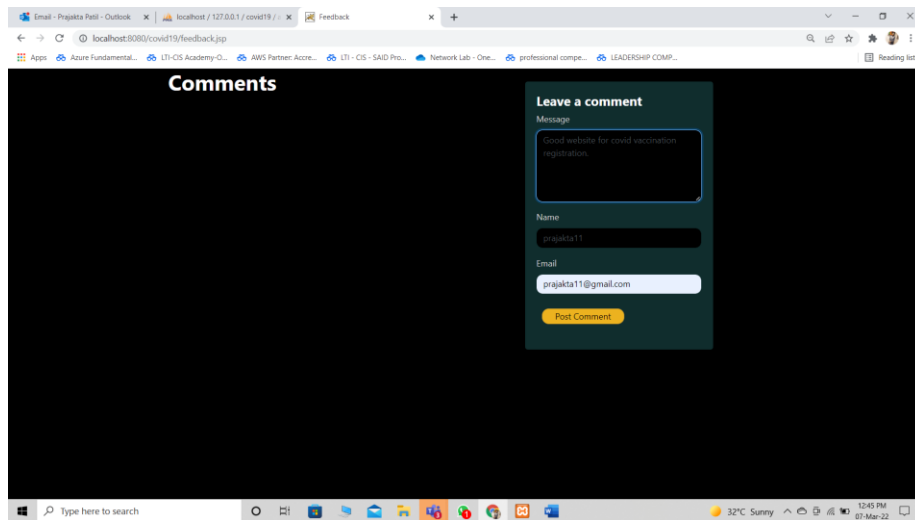 Email - Prajakta Patil - Outlook
localhost / 127.0.0.1 / covid19 /
Feedback
localhost:8080/covid19/feedback.jsp
Apps
Azure Fundamental...
LTI-CIS Academy-O...
AWS Partner: Accre...
LTI - CIS - SAID Pro...
Network Lab - One...
professional compe...
LEADERSHIP COMP...
Reading list
Comments
Leave a comment
Message
Good website for covid vaccination
registration.
Name
prajakta11
Email
prajakta11@gmail.com
Post Comment
Type here to search
32°C Sunny
12:45 PM
07-Mar-22